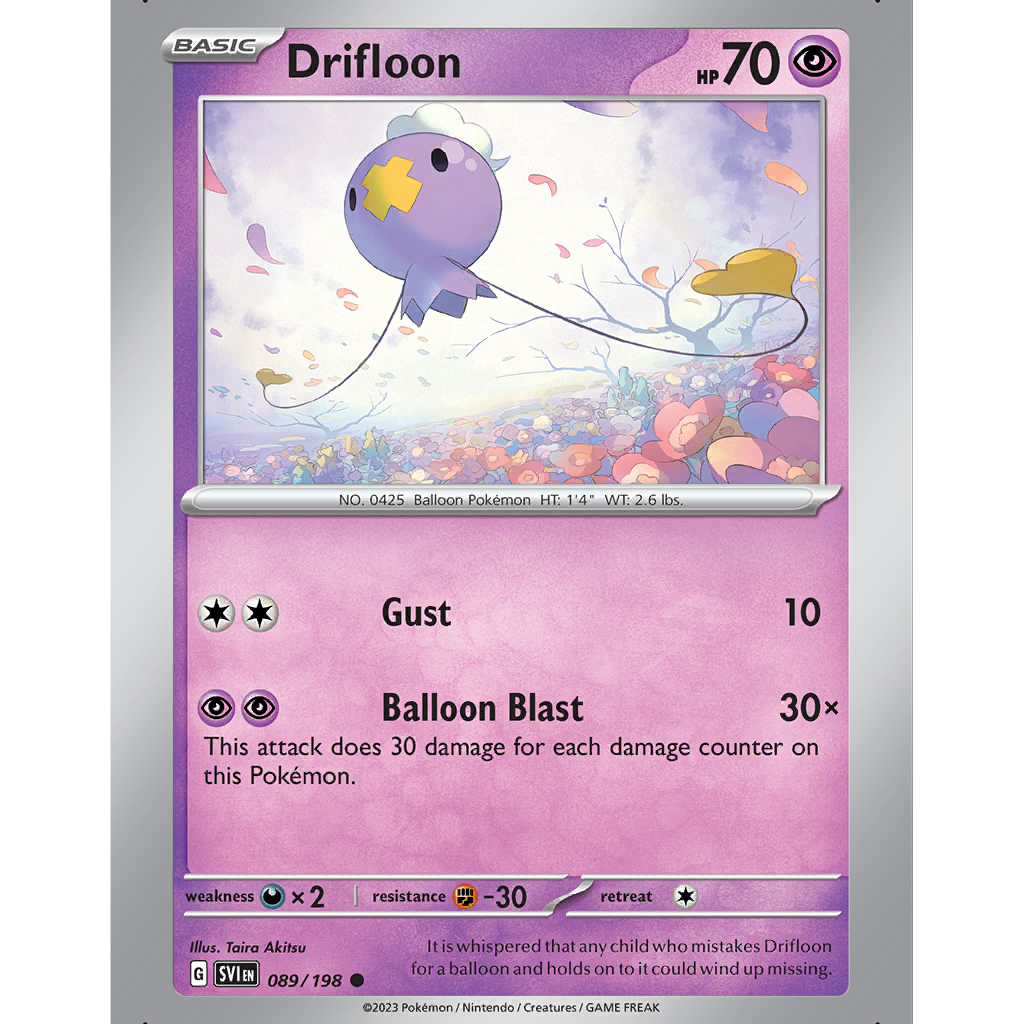 BASIC Drifloon HP 70
NO. 0425 Balloon Pokémon HT: 1'4" WT: 2.6 lbs.
Gust 10
Balloon Blast 30×
This attack does 30 damage for each damage counter on
this Pokémon.
weakness ×2 resistance -30 retreat
Illus. Taira Akitsu
G SVI EN 089/198
It is whispered that any child who mistakes Drifloon
for a balloon and holds on to it could wind up missing.
©2023 Pokémon / Nintendo / Creatures / GAME FREAK